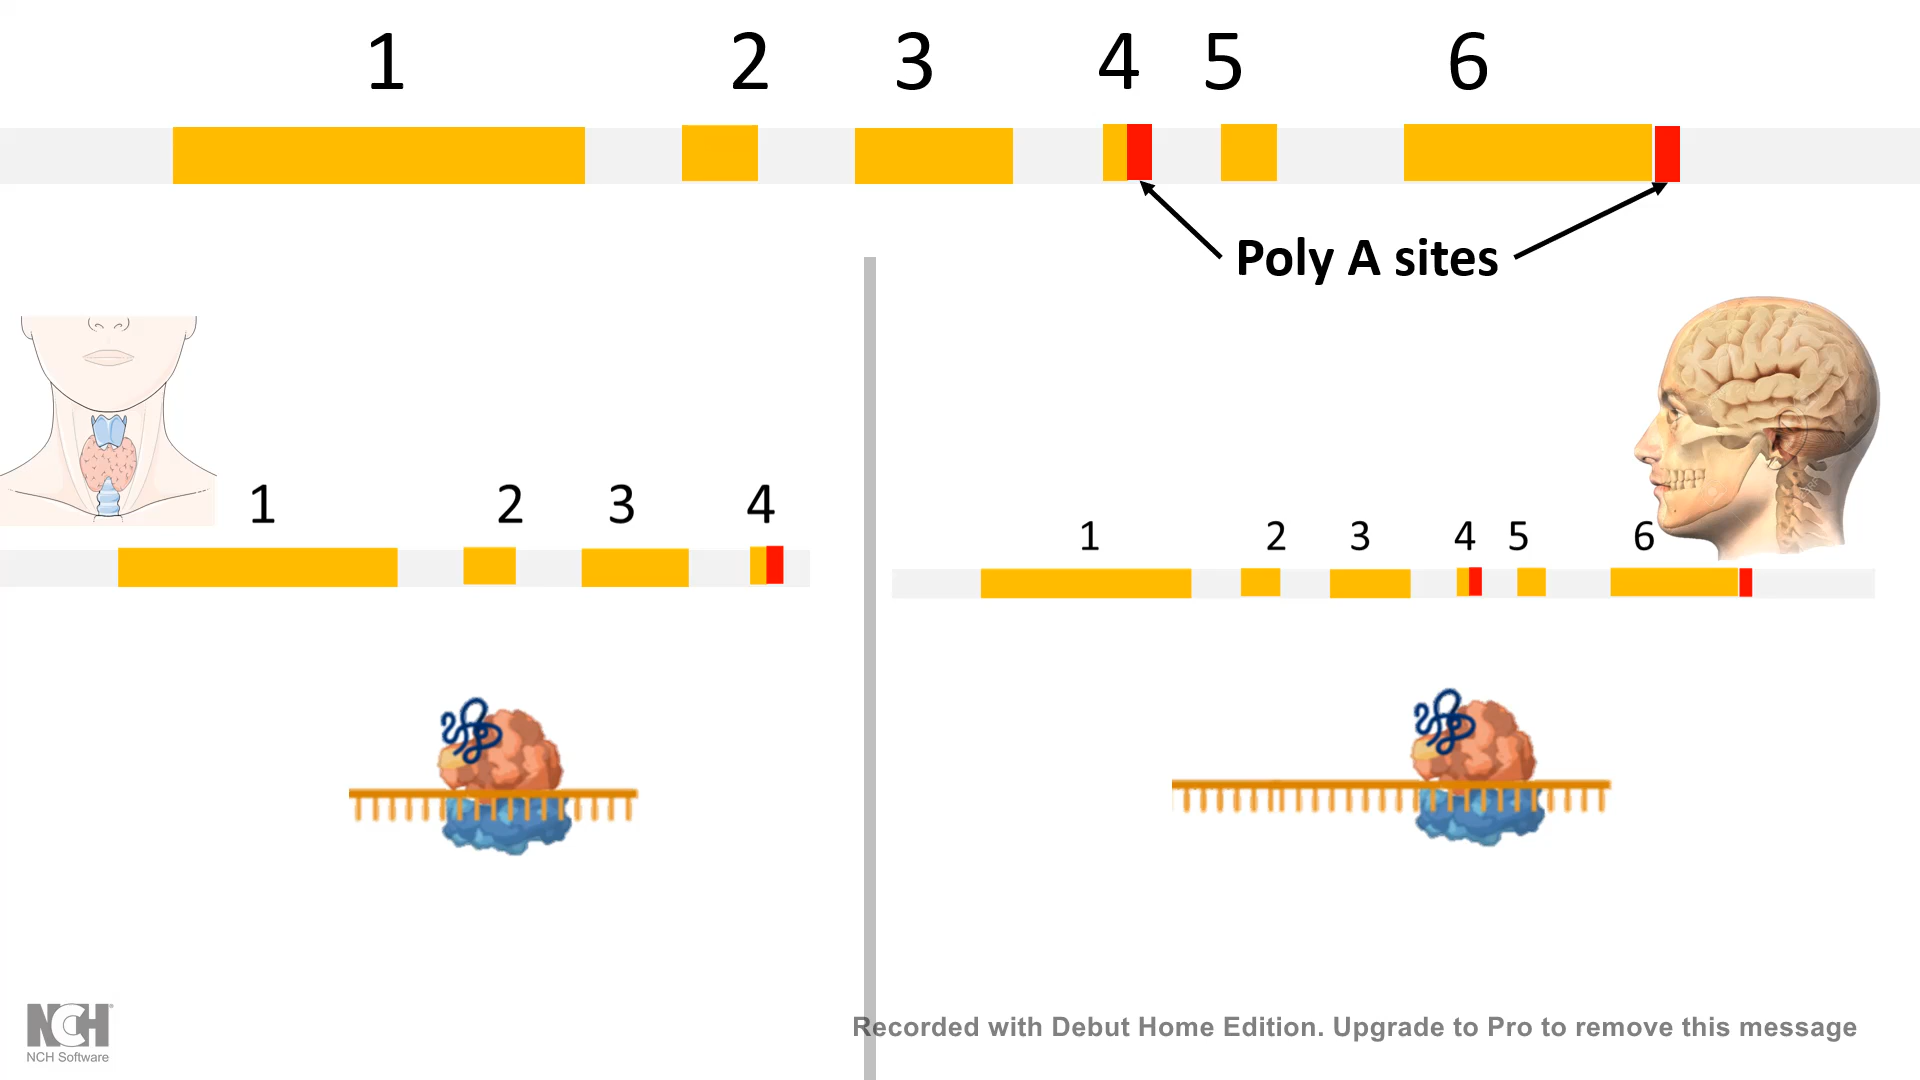 1 2 3 4 5 6
Poly A sites
1 2 3 4
1 2 3 4 5 6
NCH
NCH Software
Recorded with Debut Home Edition. Upgrade to Pro to remove this message